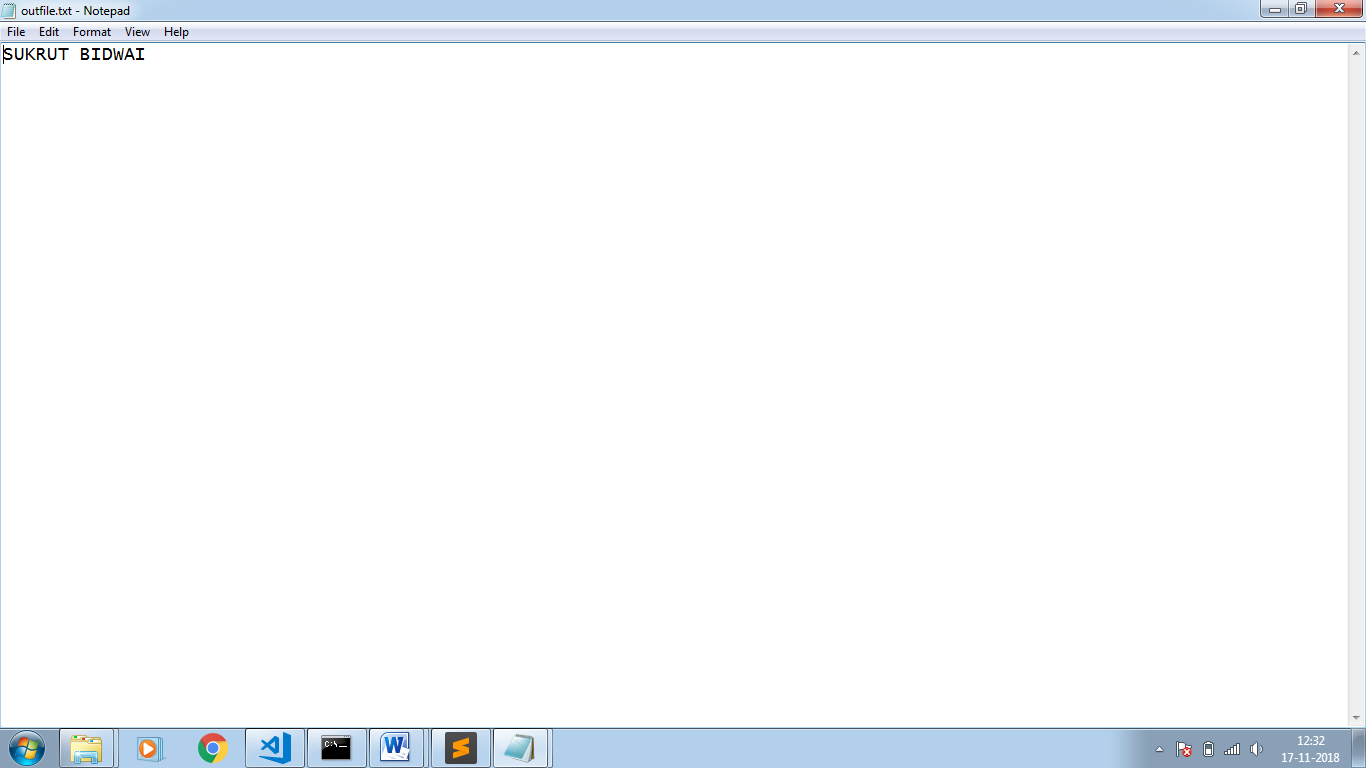 outfile.txt - Notepad
File Edit Format View Help
SUKRUT BIDWAI
C:\_
W
12:32
17-11-2018